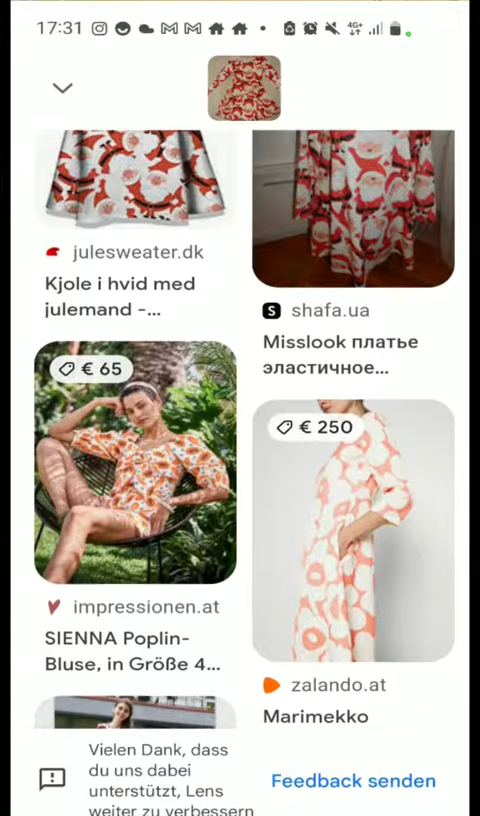 17:31
4G+
julesweater.dk
Kjole i hvid med
julemand -...
S shafa.ua
Misslook платье
эластичное...
€ 65
impressionen.at
SIENNA Poplin-
Bluse, in Größe 4...
€ 250
zalando.at
Marimekko
Vielen Dank, dass
du uns dabei
unterstützt, Lens
weiter zu verbessern
Feedback senden